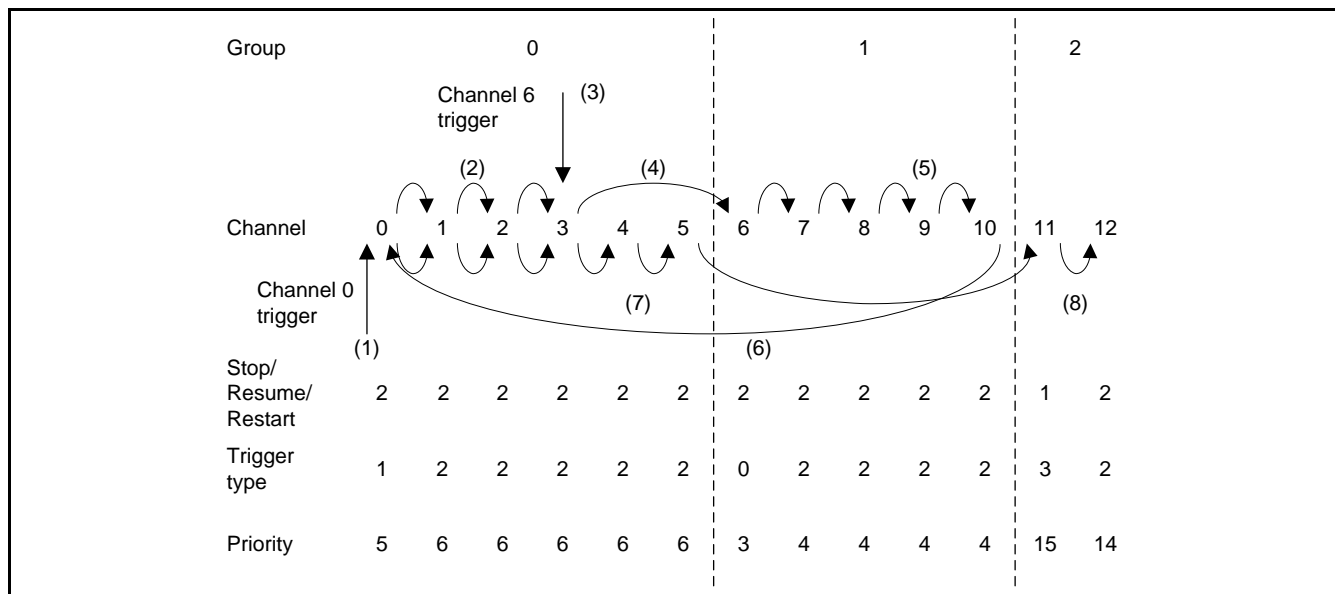 Group 0 1 2
Channel 6
trigger
(3)
(2) (4) (5)
Channel 0 1 2 3 4 5 6 7 8 9 10 11 12
Channel 0
trigger
(7) (8)
(1) (6)
Stop/
Resume/
Restart
2 2 2 2 2 2 2 2 2 2 2 1 2
Trigger
type
1 2 2 2 2 2 0 2 2 2 2 3 2
Priority 5 6 6 6 6 6 3 4 4 4 4 15 14